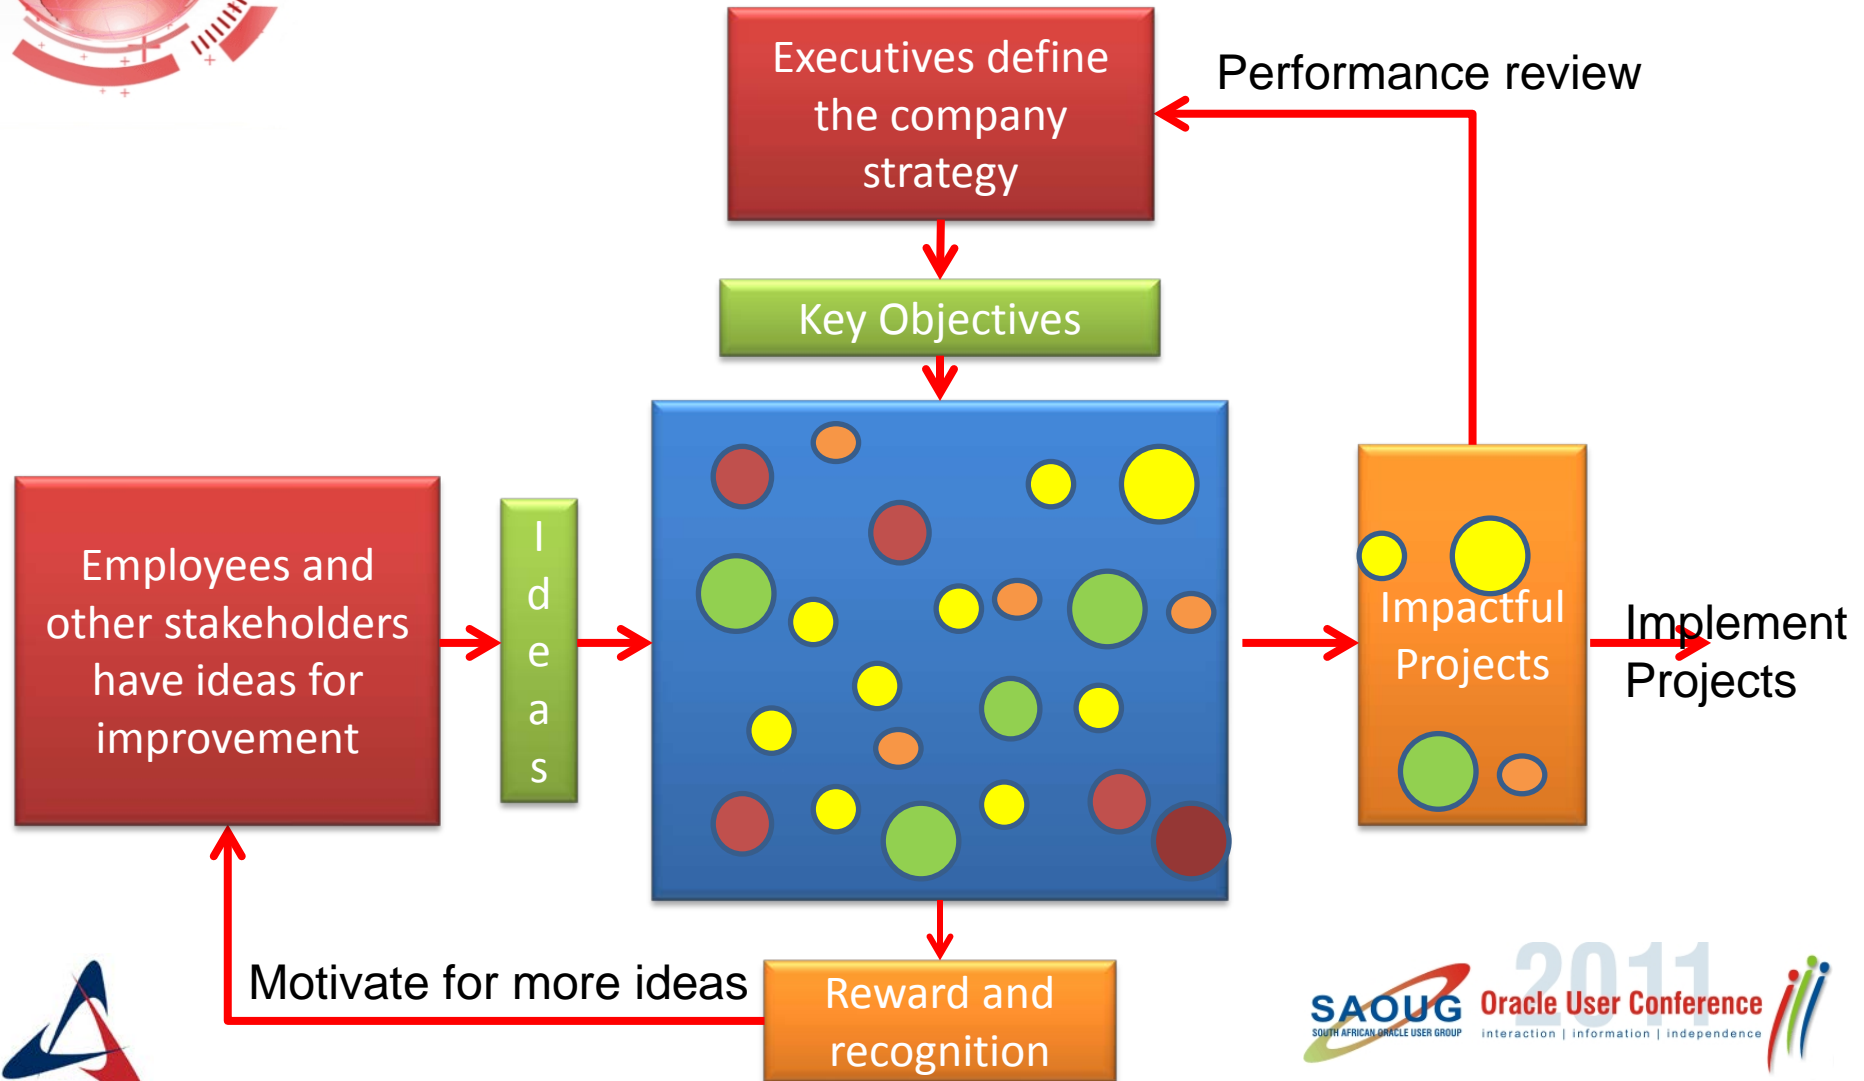 Executives define
the company
strategy
Performance review
Key Objectives
Employees and
other stakeholders
have ideas for
improvement
I
d
e
a
s
Impactful
Projects
Implement
Projects
Motivate for more ideas
Reward and
recognition
2011
SAOUG
SOUTH AFRICAN ORACLE USER GROUP
Oracle User Conference
interaction | information | independence